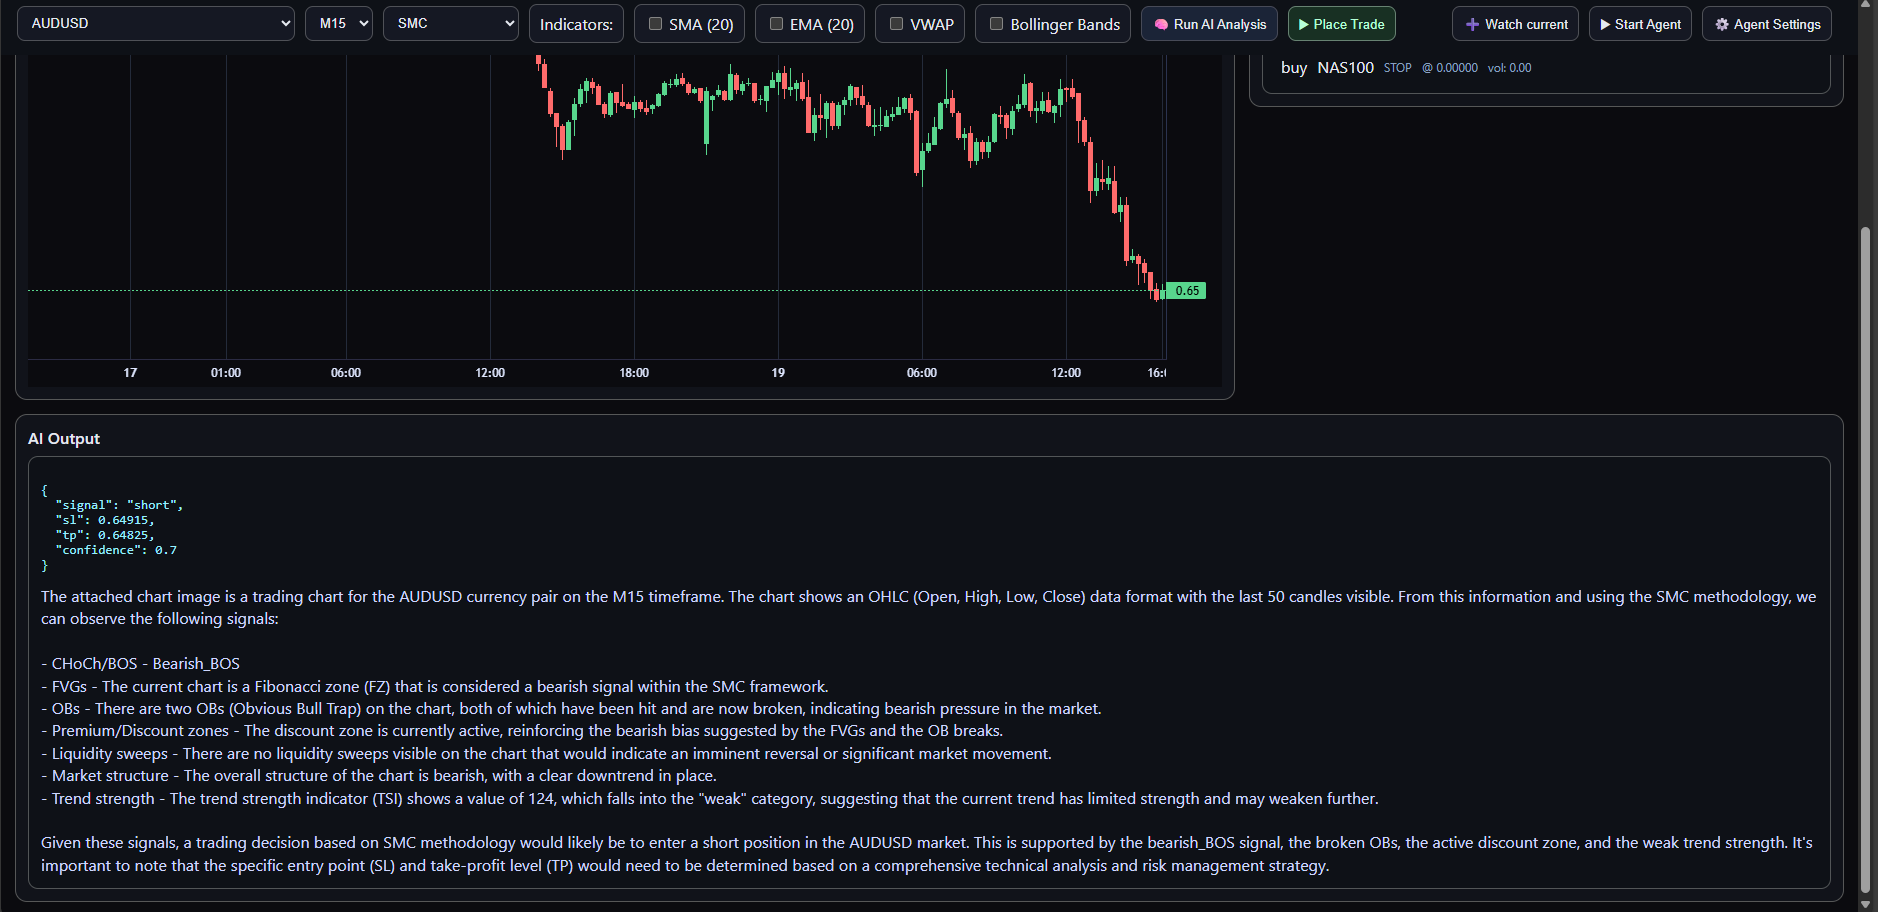 AUDUSD M15 SMC Indicators: SMA (20) EMA (20) VWAP Bollinger Bands Run AI Analysis Place Trade Watch current Start Agent Agent Settings
buy NAS100 STOP @ 0.00000 vol: 0.00
0.65
17 01:00 06:00 12:00 18:00 19 06:00 12:00 16:0
AI Output
{
"signal": "short",
"sl": 0.64915,
"tp": 0.64825,
"confidence": 0.7
}
The attached chart image is a trading chart for the AUDUSD currency pair on the M15 timeframe. The chart shows an OHLC (Open, High, Low, Close) data format with the last 50 candles visible. From this information and using the SMC methodology, we
can observe the following signals:
- CHoCh/BOS - Bearish_BOS
- FVGs - The current chart is a Fibonacci zone (FZ) that is considered a bearish signal within the SMC framework.
- OBs - There are two OBs (Obvious Bull Trap) on the chart, both of which have been hit and are now broken, indicating bearish pressure in the market.
- Premium/Discount zones - The discount zone is currently active, reinforcing the bearish bias suggested by the FVGs and the OB breaks.
- Liquidity sweeps - There are no liquidity sweeps visible on the chart that would indicate an imminent reversal or significant market movement.
- Market structure - The overall structure of the chart is bearish, with a clear downtrend in place.
- Trend strength - The trend strength indicator (TSI) shows a value of 124, which falls into the "weak" category, suggesting that the current trend has limited strength and may weaken further.
Given these signals, a trading decision based on SMC methodology would likely be to enter a short position in the AUDUSD market. This is supported by the bearish_BOS signal, the broken OBs, the active discount zone, and the weak trend strength. It's
important to note that the specific entry point (SL) and take-profit level (TP) would need to be determined based on a comprehensive technical analysis and risk management strategy.